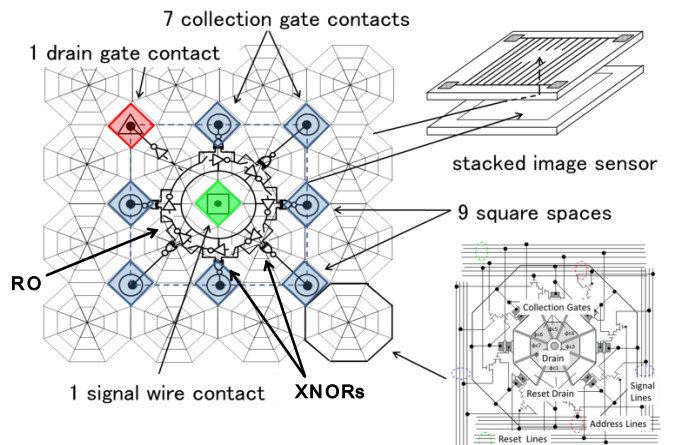 7 collection gate contacts
1 drain gate contact
stacked image sensor
9 square spaces
RO
1 signal wire contact
XNORs
Collection Gates
Drain
Reset Drain
Signal
Lines
Address Lines
Reset Lines